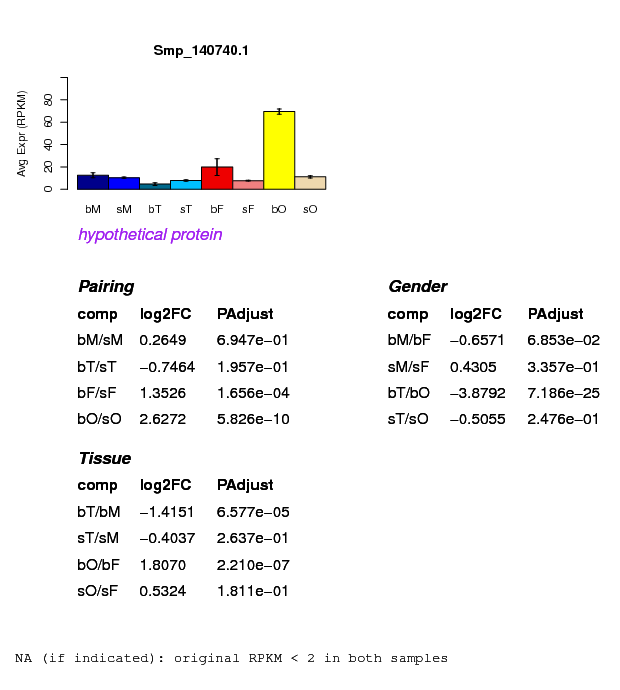 Smp_140740.1
Avg Expr (RPKM)
0 20 40 60 80
bM sM bT sT bF sF bO sO
hypothetical protein
Pairing
comp log2FC PAdjust
bM/sM 0.2649 6.947e−01
bT/sT −0.7464 1.957e−01
bF/sF 1.3526 1.656e−04
bO/sO 2.6272 5.826e−10
Gender
comp log2FC PAdjust
bM/bF −0.6571 6.853e−02
sM/sF 0.4305 3.357e−01
bT/bO −3.8792 7.186e−25
sT/sO −0.5055 2.476e−01
Tissue
comp log2FC PAdjust
bT/bM −1.4151 6.577e−05
sT/sM −0.4037 2.637e−01
bO/bF 1.8070 2.210e−07
sO/sF 0.5324 1.811e−01
NA (if indicated): original RPKM < 2 in both samples